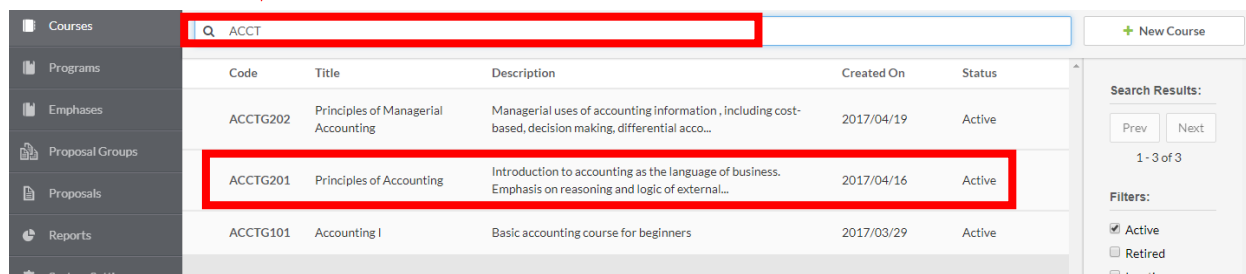 Courses
Programs
Emphases
Proposal Groups
Proposals
Reports
ACCT
+ New Course
Code Title Description Created On Status
ACCTG202 Principles of Managerial Accounting Managerial uses of accounting information , including cost-based, decision making, differential acco... 2017/04/19 Active
ACCTG201 Principles of Accounting Introduction to accounting as the language of business. Emphasis on reasoning and logic of external... 2017/04/16 Active
ACCTG101 Accounting I Basic accounting course for beginners 2017/03/29 Active
Search Results:
Prev Next
1 - 3 of 3
Filters:
Active
Retired